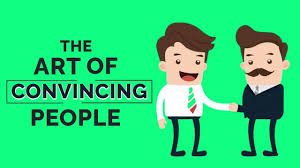 THE
ART OF
CONVINCING
PEOPLE